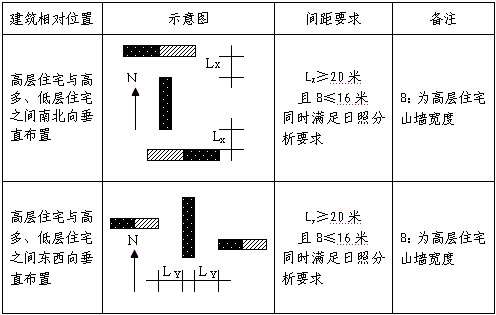 建筑相对位置 示意图 间距要求 备注
高层住宅与高
多、低层住宅
之间南北向垂
直布置
Lx
N
Lx
Lx≥20米
且 B≤16米
同时满足日照分
析要求
B：为高层住宅
山墙宽度
高层住宅与高
多、低层住宅
之间东西向垂
直布置
N
LY LY
Ly≥20米
且 B≤16米
同时满足日照分
析要求
B：为高层住宅
山墙宽度